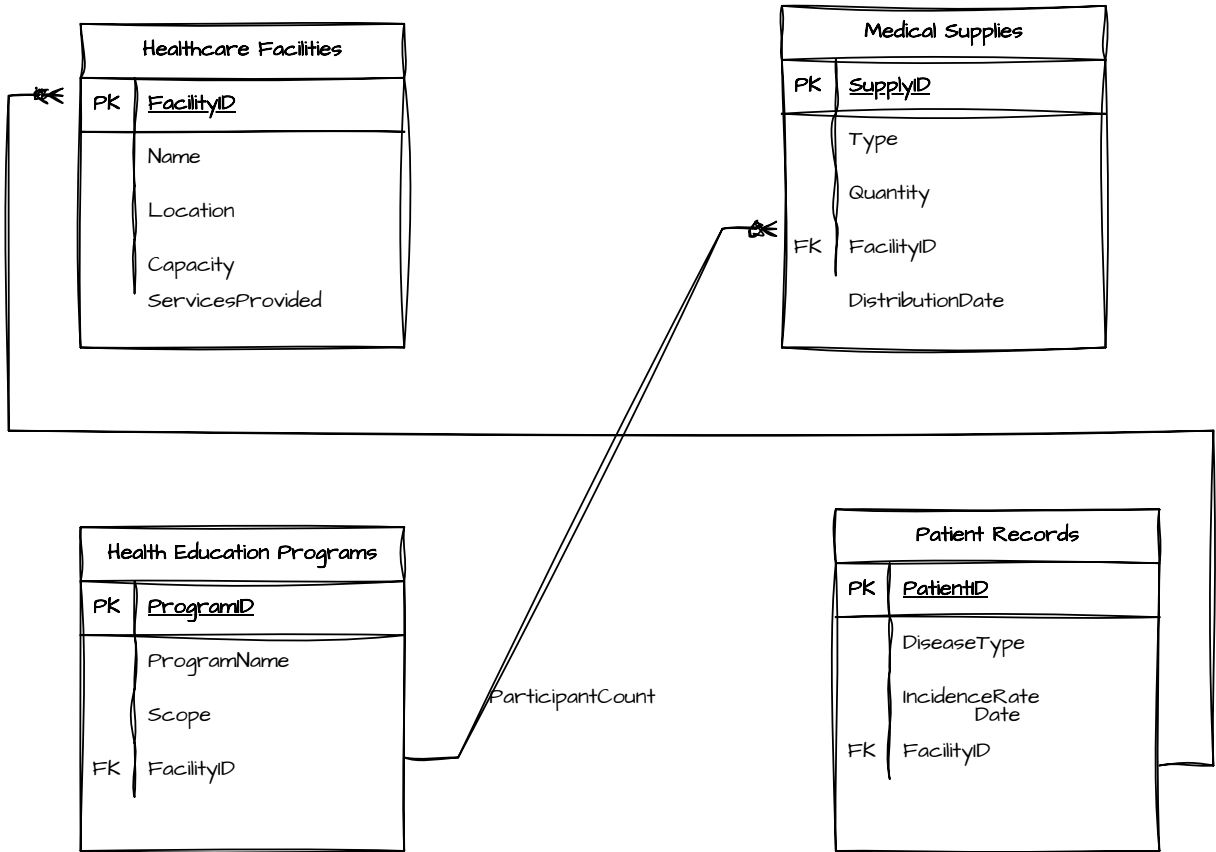 Healthcare Facilities
PK FacilityID
Name
Location
Capacity
ServicesProvided
Medical Supplies
PK SupplyID
Type
Quantity
FK FacilityID
DistributionDate
Health Education Programs
PK ProgramID
ProgramName
Scope
FK FacilityID
ParticipantCount
Patient Records
PK PatientID
DiseaseType
IncidenceRate
Date
FK FacilityID